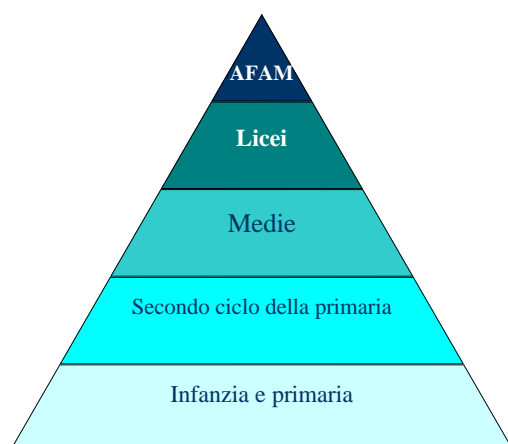 AFAM
Licei
Medie
Secondo ciclo della primaria
Infanzia e primaria